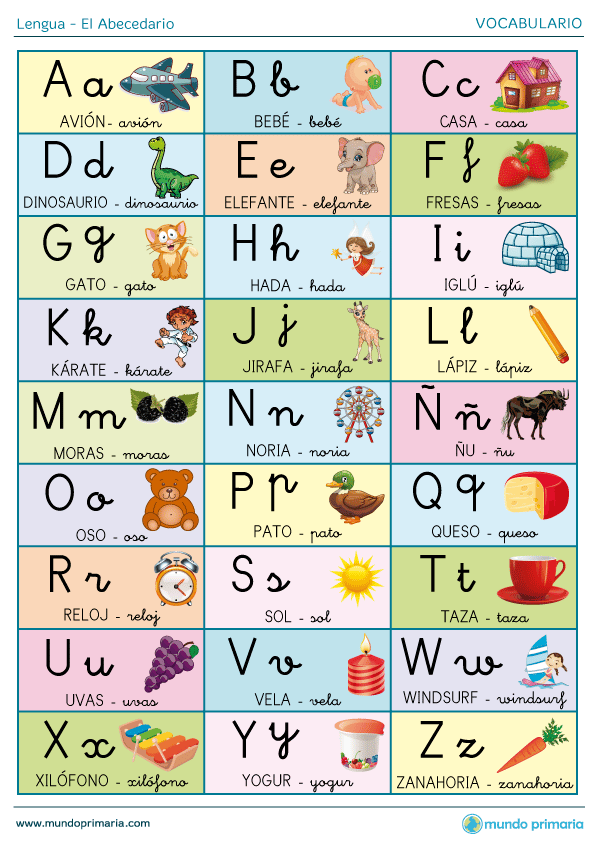 Lengua - El Abecedario VOCABULARIO
A a B b C c
AVIÓN - avión BEBÉ - bebé CASA - casa
D d E e F f
DINOSAURIO - dinosaurio ELEFANTE - elefante FRESAS - fresas
G g H h I i
GATO - gato HADA - hada IGLÚ - iglú
K k J j L l
KÁRATE - kárate JIRAFA - jirafa LÁPIZ - lápiz
M m N n Ñ ñ
MORAS - moras NORIA - noria ÑU - ñu
O o P p Q q
OSO - oso PATO - pato QUESO - queso
R r S s T t
RELOJ - reloj SOL - sol TAZA - taza
U u V v W w
UVAS - uvas VELA - vela WINDSURF - windsurf
X x Y y Z z
XILÓFONO - xilófono YOGUR - yogur ZANAHORIA - zanahoria
www.mundoprimaria.com mundo primaria